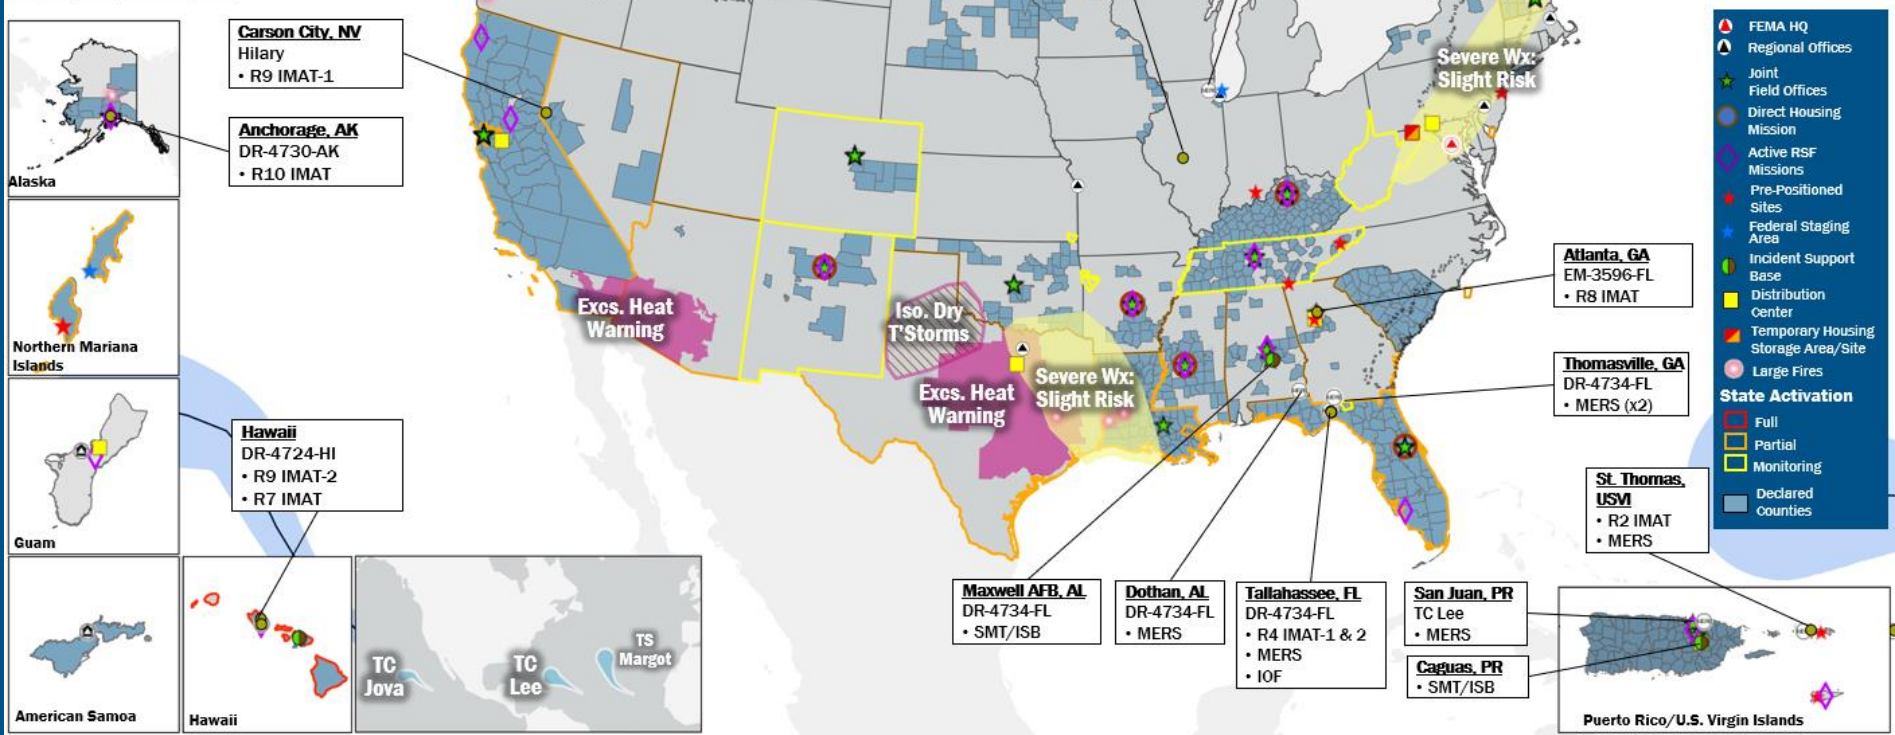 Carson City, NV
Hilary
• R9 IMAT-1
Anchorage, AK
DR-4730-AK
• R10 IMAT
Alaska
Northern Mariana
Islands
Guam
American Samoa
Hawaii
DR-4724-HI
• R9 IMAT-2
• R7 IMAT
Hawaii
Excs. Heat
Warning
Iso. Dry
T'Storms
Excs. Heat
Warning
Severe Wx:
Slight Risk
Severe Wx:
Slight Risk
TC
Jova
TC
Lee
TS
Margot
Atlanta, GA
EM-3596-FL
• R8 IMAT
Thomasville, GA
DR-4734-FL
• MERS (x2)
Maxwell AFB, AL
DR-4734-FL
• SMT/ISB
Dothan, AL
DR-4734-FL
• MERS
Tallahassee, FL
DR-4734-FL
• R4 IMAT-1 & 2
• MERS
• IOF
San Juan, PR
TC Lee
• MERS
Caguas, PR
• SMT/ISB
St. Thomas,
USVI
• R2 IMAT
• MERS
Puerto Rico/U.S. Virgin Islands
FEMA HQ
Regional Offices
Joint
Field Offices
Direct Housing
Mission
Active RSF
Missions
Pre-Positioned
Sites
Federal Staging
Area
Incident Support
Base
Distribution
Center
Temporary Housing
Storage Area/Site
Large Fires
State Activation
Full
Partial
Monitoring
Declared
Counties